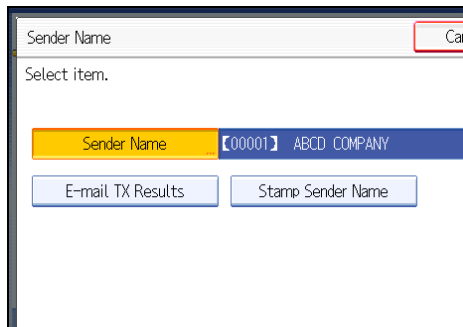 Sender Name
Select item.
Sender Name 【00001】 ABCD COMPANY
E-mail TX Results Stamp Sender Name